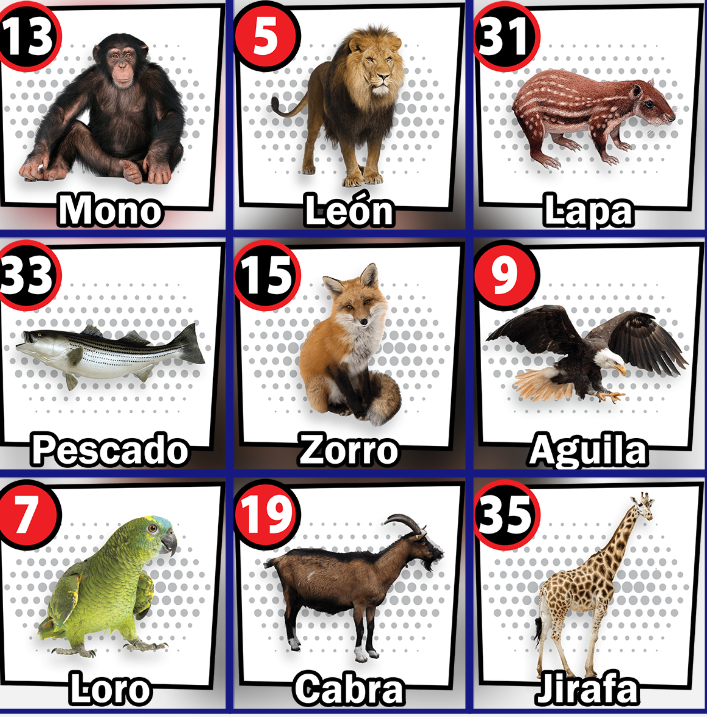 13
Mono
5
León
31
Lapa
33
Pescado
15
Zorro
9
Aguila
7
Loro
19
Cabra
35
Jirafa